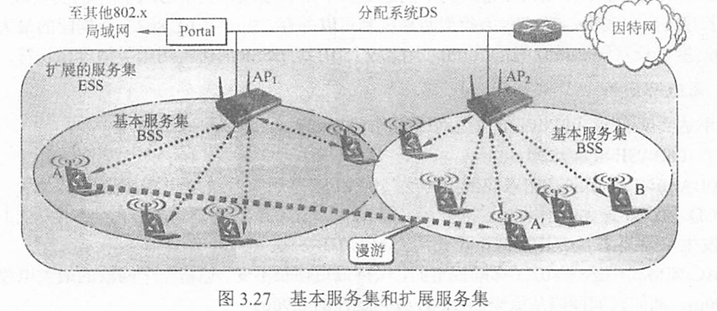 至其他802.x
局域网
Portal
分配系统DS
因特网
扩展的服务集
ESS
AP₁
AP₂
基本服务集
BSS
基本服务集
BSS
A
B
A'
漫游
图 3.27 基本服务集和扩展服务集